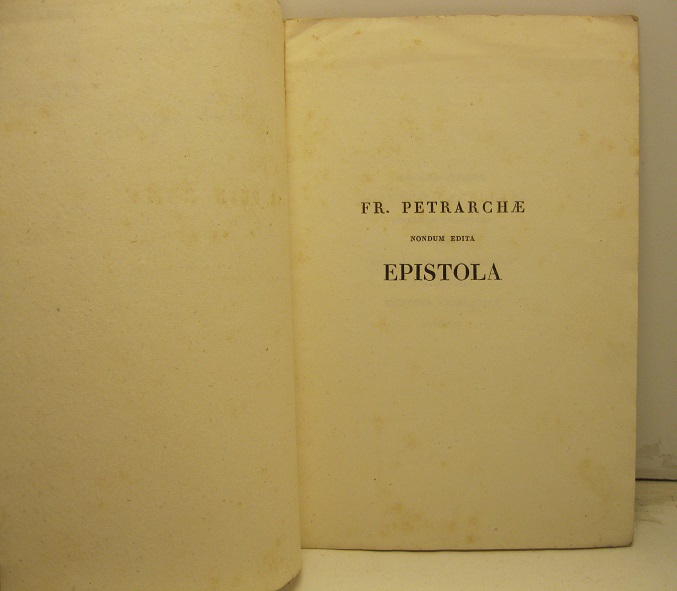 FR. PETRARCHÆ
NONDUM EDITA
EPISTOLA